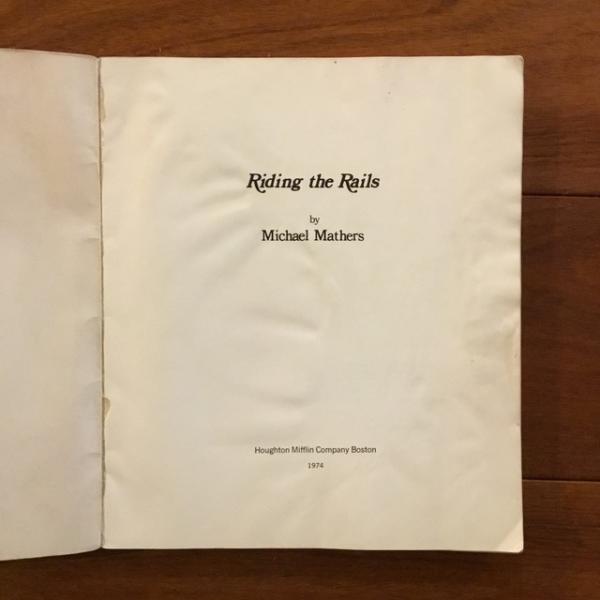 Riding the Rails
by
Michael Mathers
Houghton Mifflin Company Boston
1974